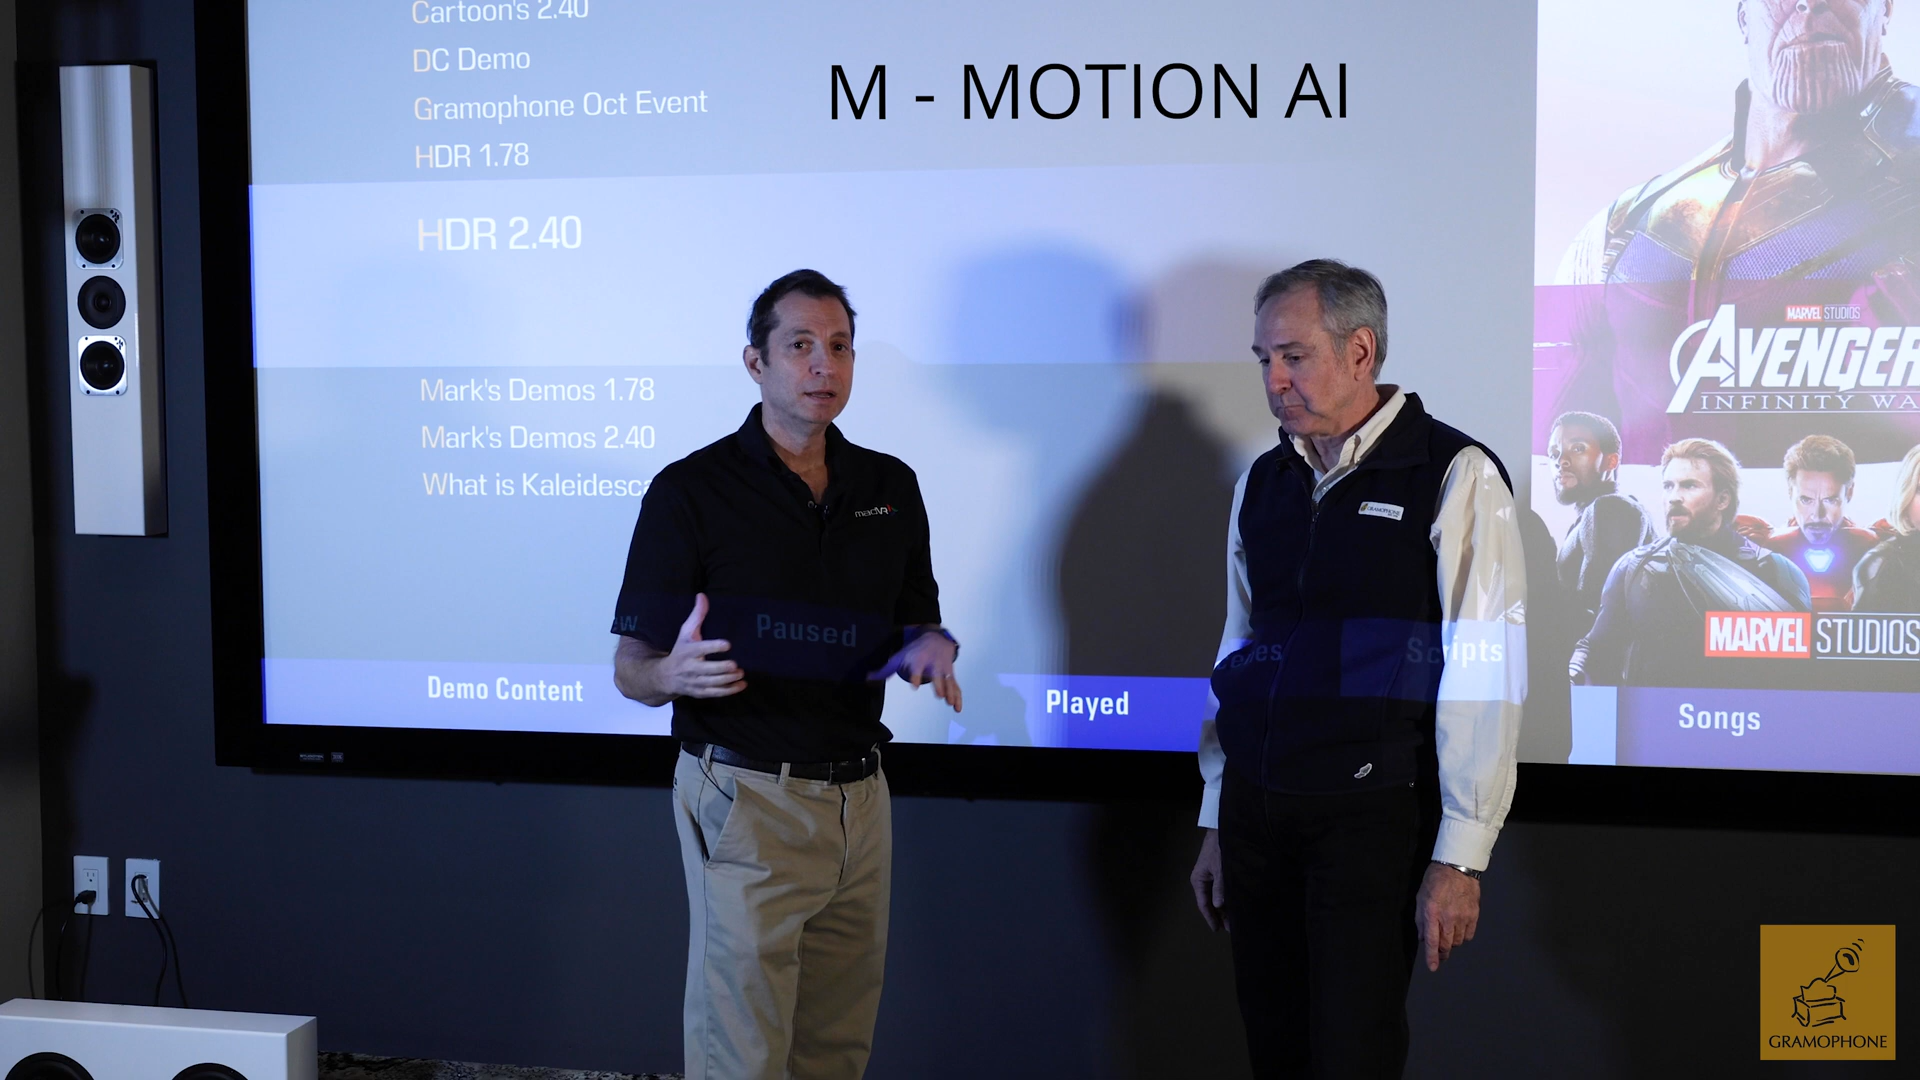 Cartoon's 2.40
DC Demo
Gramophone Oct Event
HDR 1.78
HDR 2.40
Mark's Demos 1.78
Mark's Demos 2.40
What is Kaleidesca
M - MOTION AI
MARVEL STUDIOS
AVENGER
INFINITY WA
MARVEL STUDIOS
madVR
GRAMOPHONE
Paused
Scripts
Demo Content
Played
Songs
GRAMOPHONE